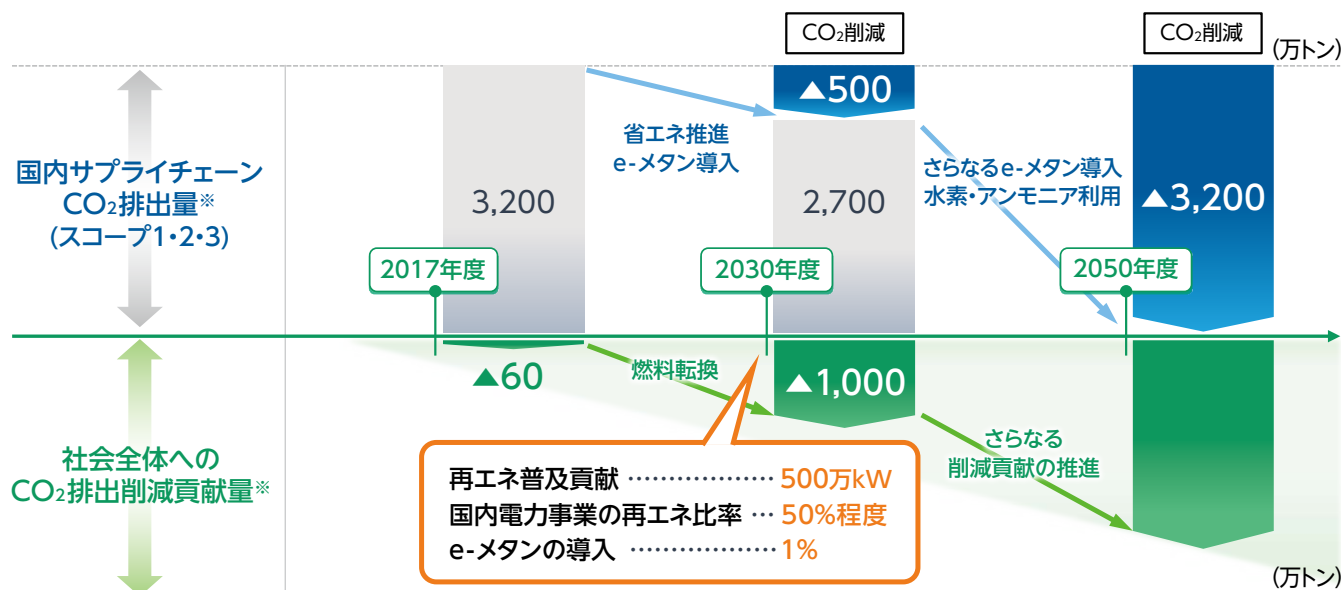 CO₂削減
CO₂削減
(万トン)
▲500
省エネ推進
e-メタン導入
さらなるe-メタン導入
水素・アンモニア利用
国内サプライチェーン
CO₂排出量※
(スコープ1・2・3)
3,200
2,700
▲3,200
2017年度
2030年度
2050年度
▲60
燃料転換
▲1,000
さらなる
削減貢献の推進
社会全体への
CO₂排出削減貢献量※
再エネ普及貢献 ………………… 500万kW
国内電力事業の再エネ比率 … 50%程度
e-メタンの導入 ………………… 1%
(万トン)